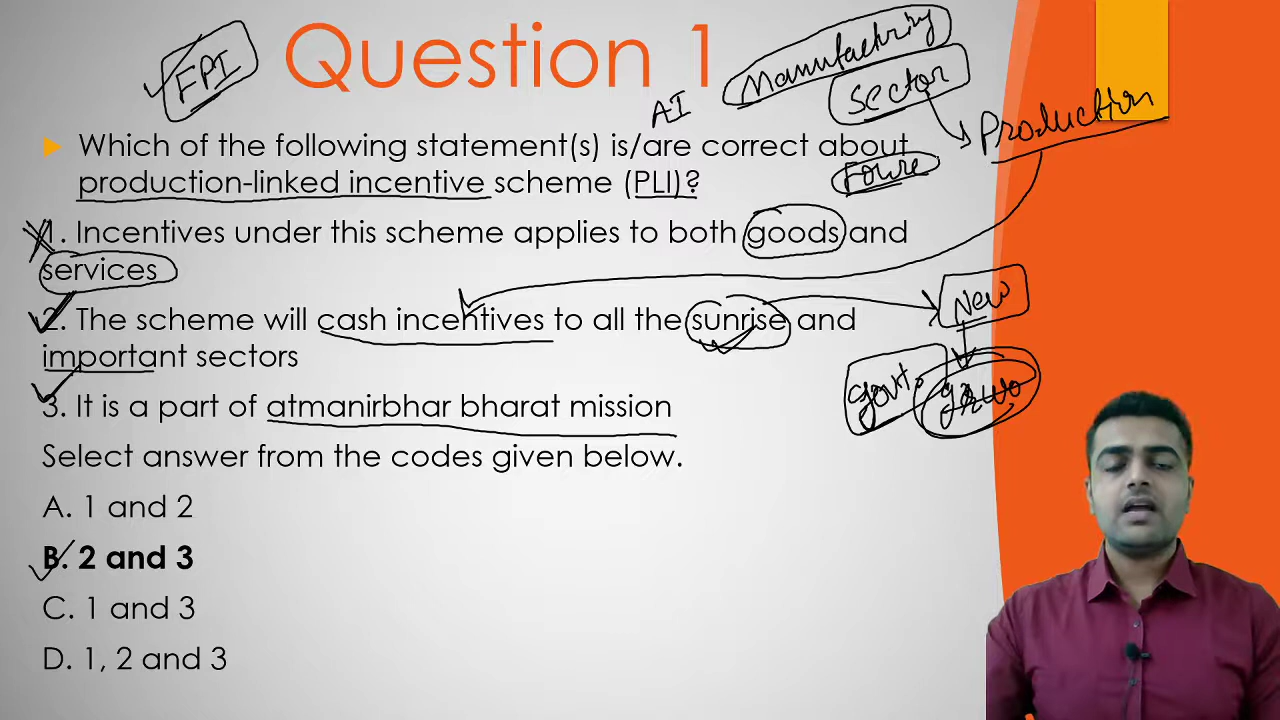 FPI
Question 1
Manufacturing
sector
AI
Production
Which of the following statement(s) is/are correct about
production-linked incentive scheme (PLI)?
Future
1. Incentives under this scheme applies to both goods and
services
2. The scheme will cash incentives to all the sunrise and
important sectors
New
govt.
3. It is a part of atmanirbhar bharat mission
Select answer from the codes given below.
A. 1 and 2
B. 2 and 3
C. 1 and 3
D. 1, 2 and 3